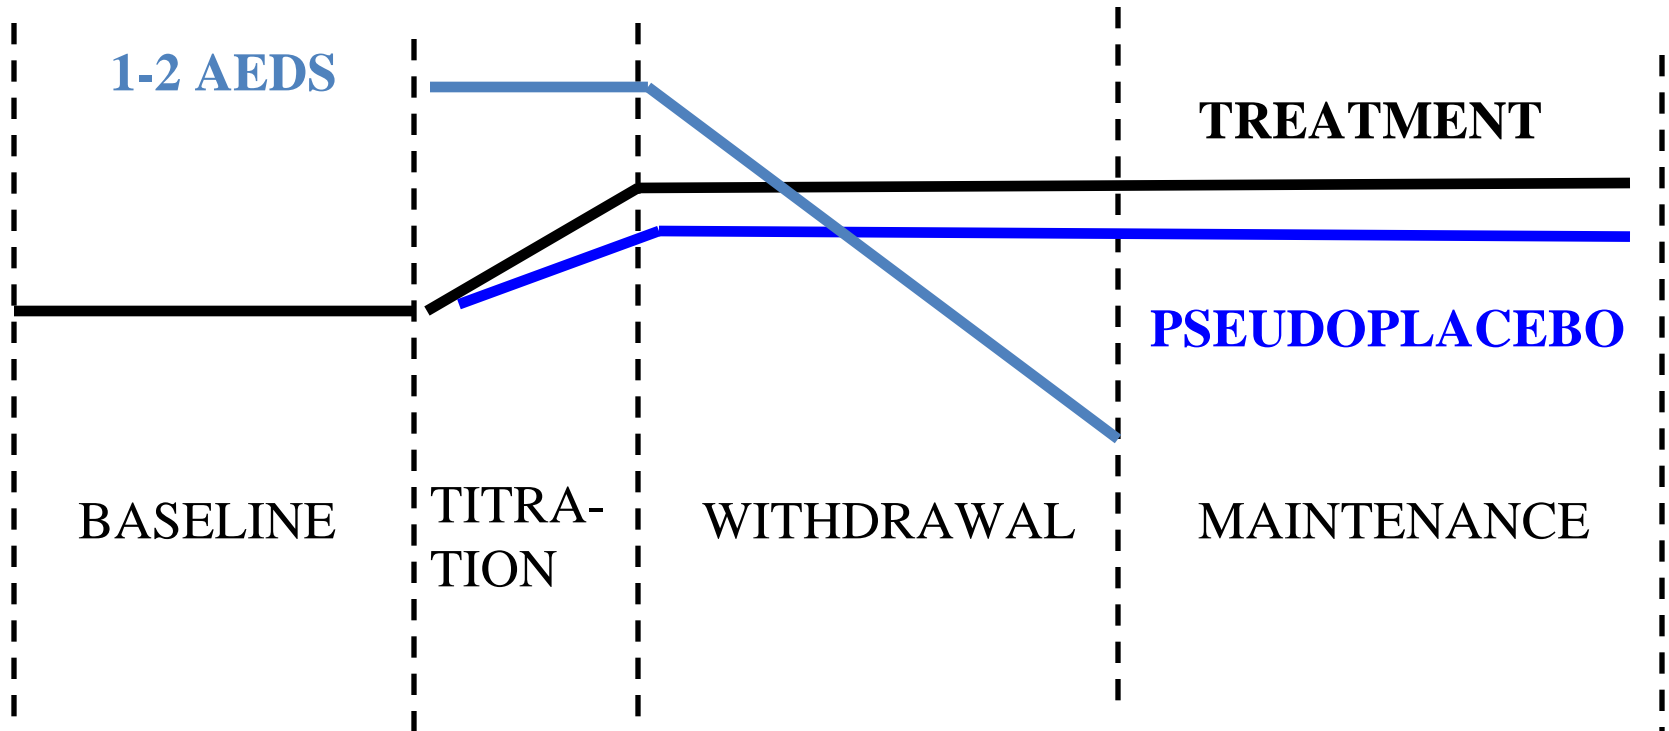 1-2 AEDS
TREATMENT
PSEUDOPLACEBO
BASELINE
TITRA-
TION
WITHDRAWAL
MAINTENANCE